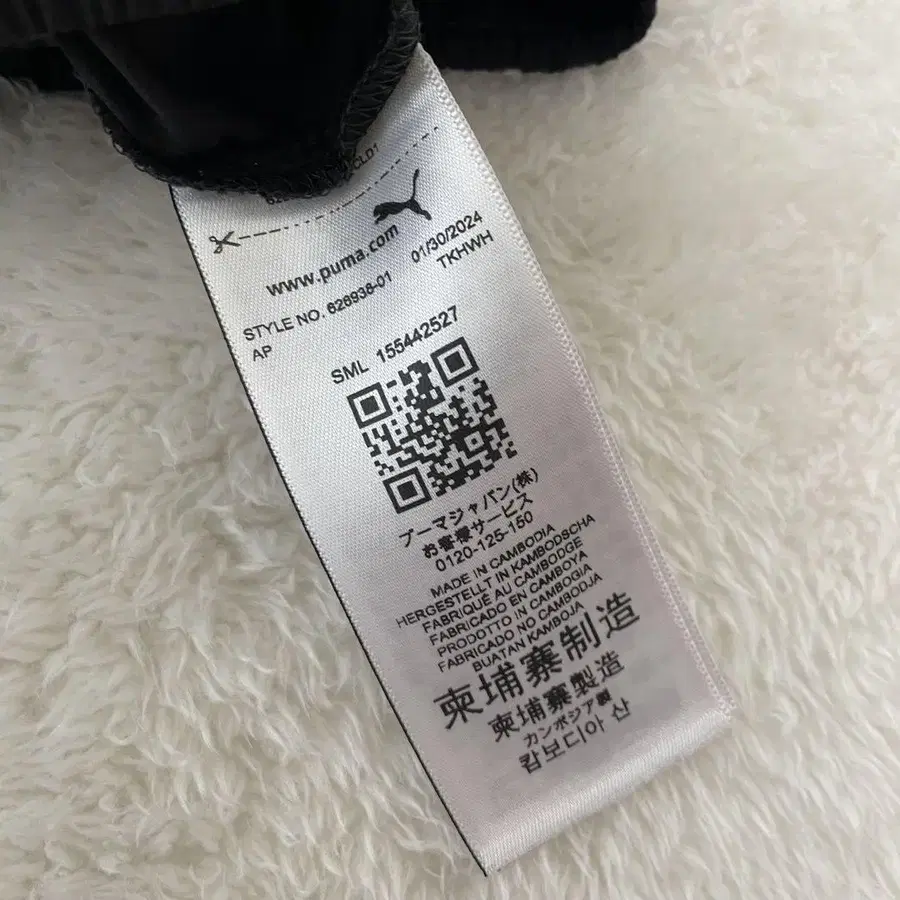 www.puma.com
01/30/2024
STYLE NO. 626938-01 TKHWH
AP
SML 155442527
プーマジャパン(株)
お客様サービス
0120-125-150
MADE IN CAMBODIA
HERGESTELLT IN KAMBODSCHA
FABRIQUÉ AU CAMBODGE
FABRICADO EN CAMBOYA
PRODOTTO IN CAMBOGIA
FABRICADO NO CAMBODJA
BUATAN KAMBOJA
柬埔寨制造
柬埔寨製造
カンボジア製
캄보디아 산